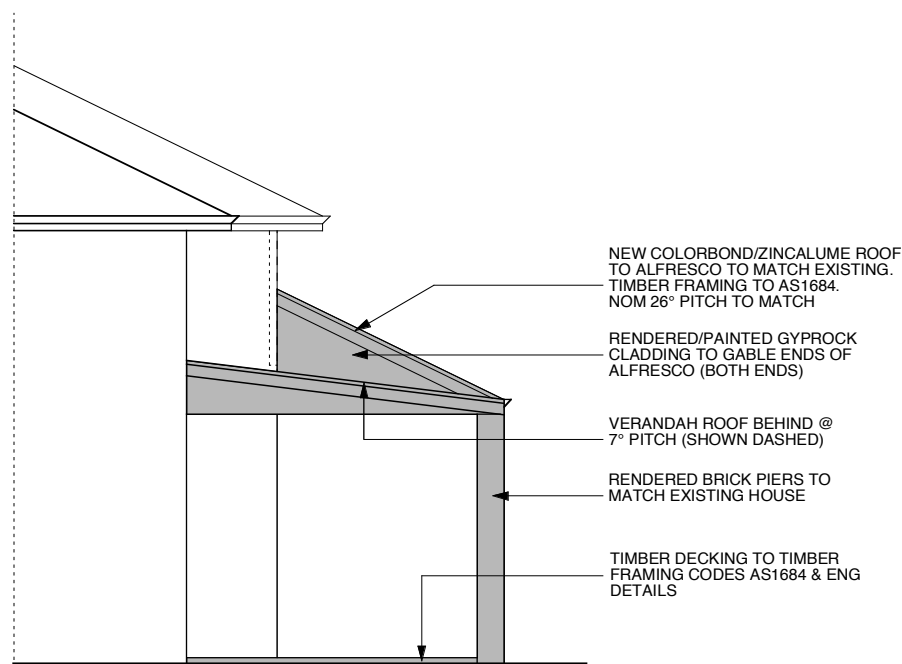 NEW COLORBOND/ZINCALUME ROOF
TO ALFRESCO TO MATCH EXISTING.
TIMBER FRAMING TO AS1684.
NOM 26° PITCH TO MATCH
RENDERED/PAINTED GYPROCK
CLADDING TO GABLE ENDS OF
ALFRESCO (BOTH ENDS)
VERANDAH ROOF BEHIND @
7° PITCH (SHOWN DASHED)
RENDERED BRICK PIERS TO
MATCH EXISTING HOUSE
TIMBER DECKING TO TIMBER
FRAMING CODES AS1684 & ENG
DETAILS